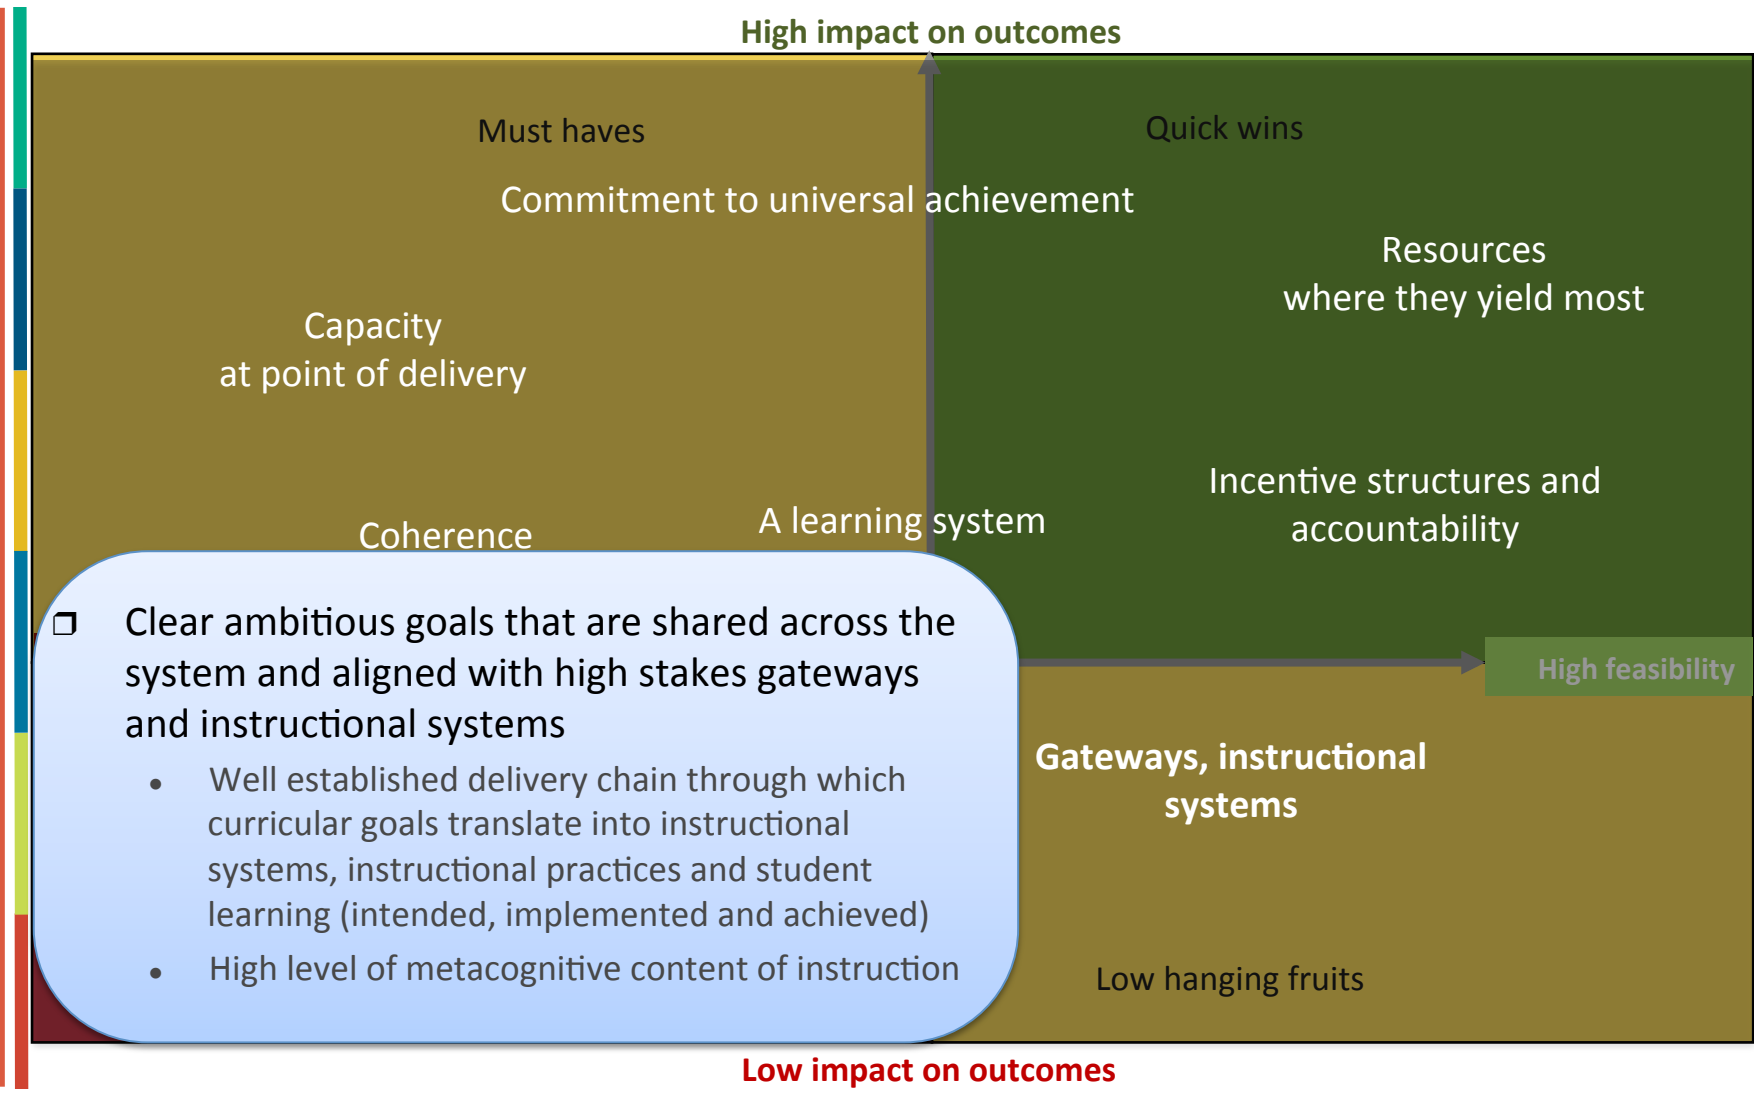 High impact on outcomes
Must haves
Quick wins
Commitment to universal achievement
Resources
where they yield most
Capacity
at point of delivery
Incentive structures and
accountability
A learning system
Coherence
❒ Clear ambitious goals that are shared across the
system and aligned with high stakes gateways
and instructional systems
• Well established delivery chain through which
curricular goals translate into instructional
systems, instructional practices and student
learning (intended, implemented and achieved)
• High level of metacognitive content of instruction
High feasibility
Gateways, instructional
systems
Low hanging fruits
Low impact on outcomes